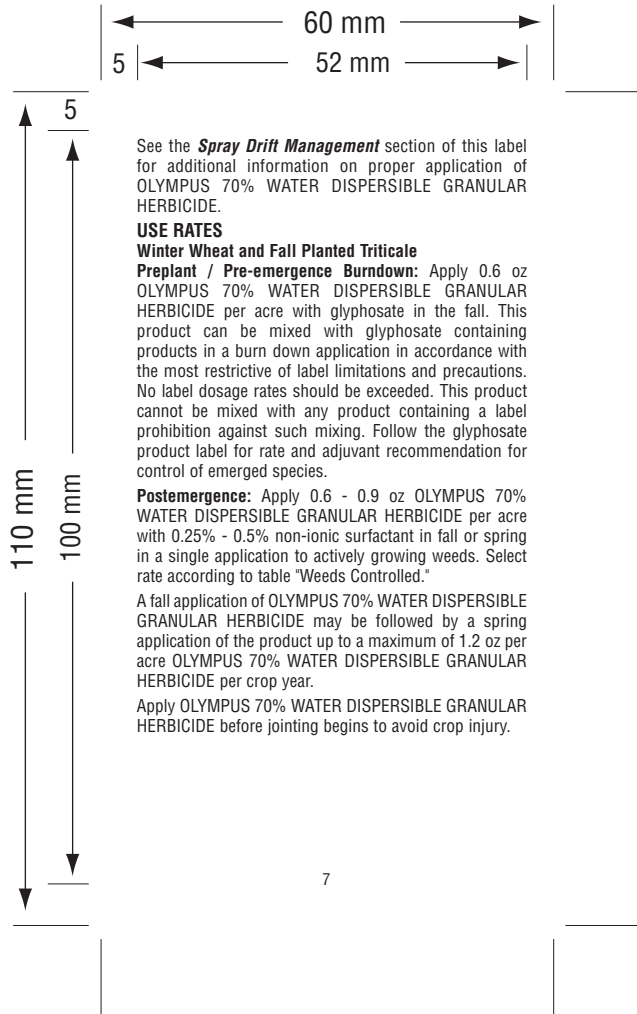 60 mm
5 52 mm
5
110 mm
100 mm
See the Spray Drift Management section of this label
for additional information on proper application of
OLYMPUS 70% WATER DISPERSIBLE GRANULAR
HERBICIDE.
USE RATES
Winter Wheat and Fall Planted Triticale
Preplant / Pre-emergence Burndown: Apply 0.6 oz
OLYMPUS 70% WATER DISPERSIBLE GRANULAR
HERBICIDE per acre with glyphosate in the fall. This
product can be mixed with glyphosate containing
products in a burn down application in accordance with
the most restrictive of label limitations and precautions.
No label dosage rates should be exceeded. This product
cannot be mixed with any product containing a label
prohibition against such mixing. Follow the glyphosate
product label for rate and adjuvant recommendation for
control of emerged species.
Postemergence: Apply 0.6 - 0.9 oz OLYMPUS 70%
WATER DISPERSIBLE GRANULAR HERBICIDE per acre
with 0.25% - 0.5% non-ionic surfactant in fall or spring
in a single application to actively growing weeds. Select
rate according to table "Weeds Controlled."
A fall application of OLYMPUS 70% WATER DISPERSIBLE
GRANULAR HERBICIDE may be followed by a spring
application of the product up to a maximum of 1.2 oz per
acre OLYMPUS 70% WATER DISPERSIBLE GRANULAR
HERBICIDE per crop year.
Apply OLYMPUS 70% WATER DISPERSIBLE GRANULAR
HERBICIDE before jointing begins to avoid crop injury.
7